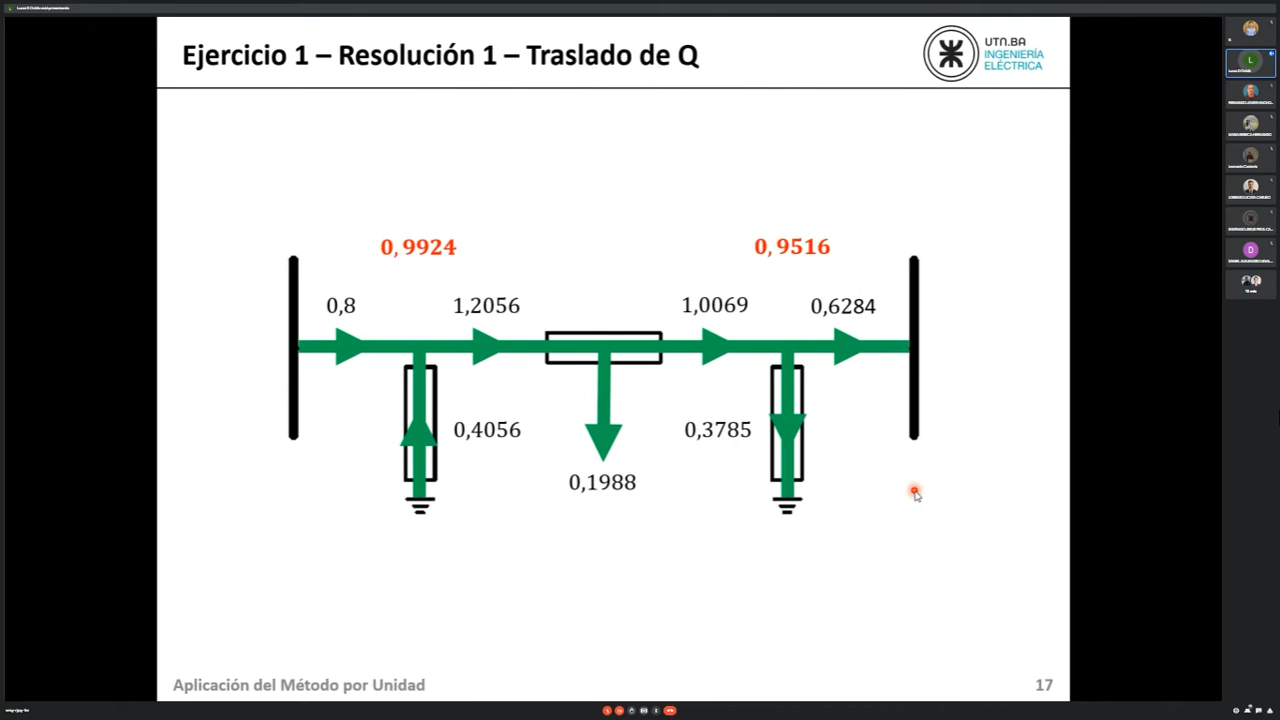 Ejercicio 1 – Resolución 1 – Traslado de Q
UTN.BA
INGENIERÍA
ELÉCTRICA
0,9924
0,9516
0,8
1,2056
1,0069
0,6284
0,4056
0,3785
0,1988
Aplicación del Método por Unidad
17
L
D